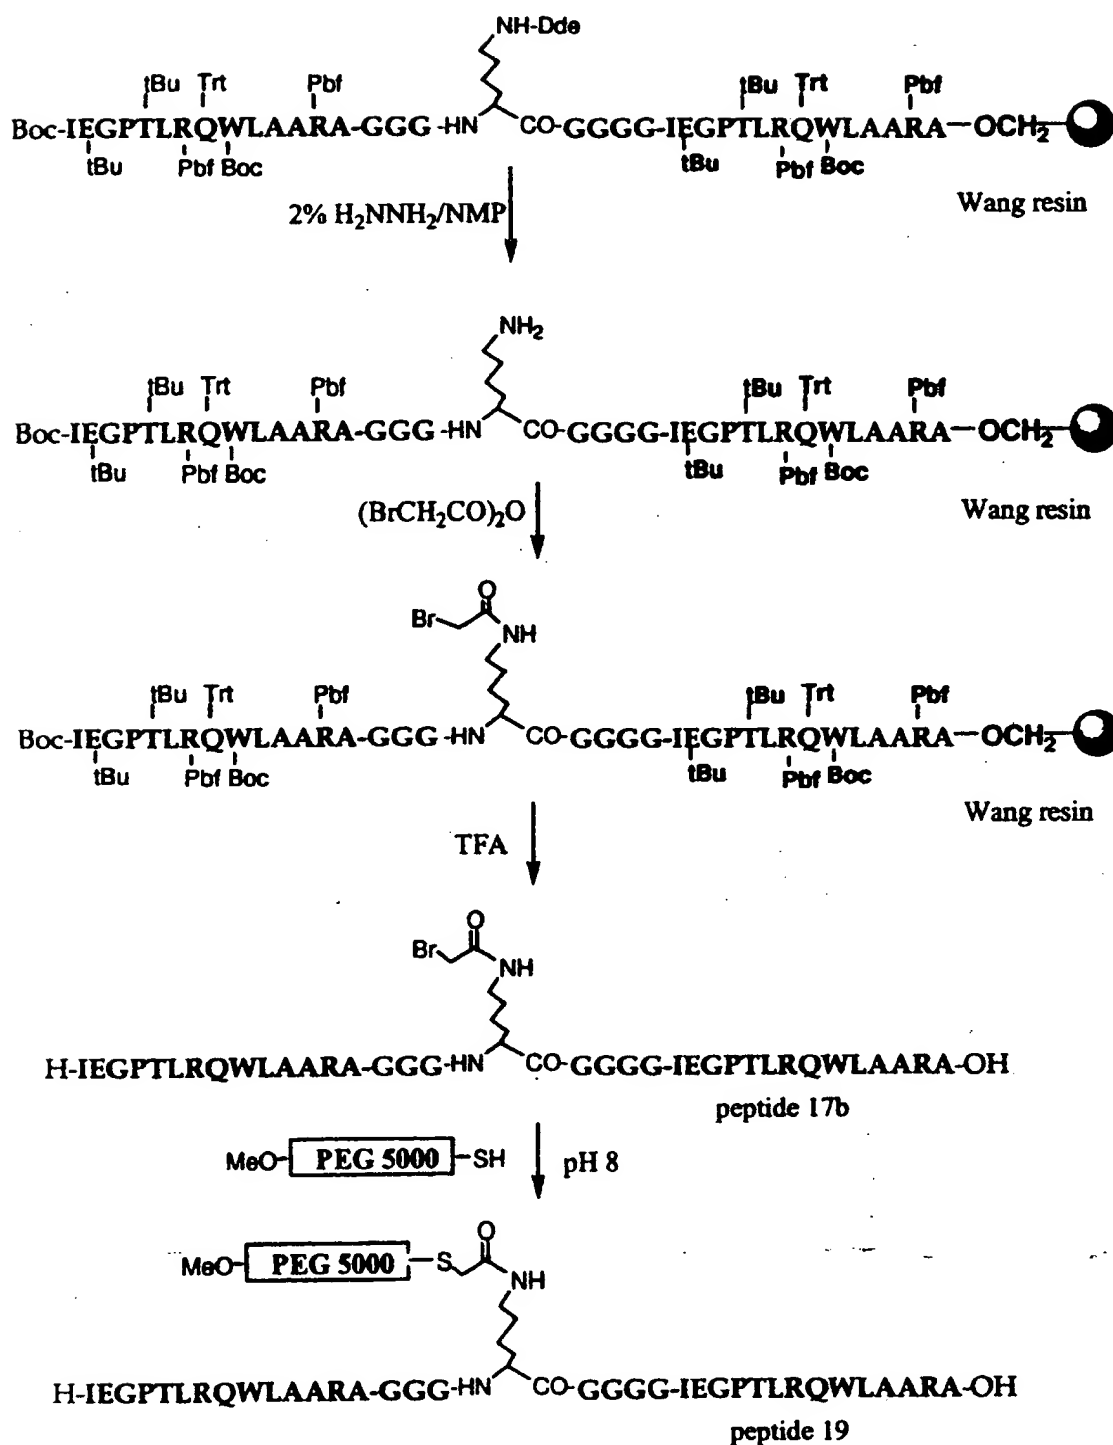 NH-Dde
tBu Trt Pbf tBu Trt Pbf
Boc-IEGPTLRQWLAARA-GGG-HN CO-GGGG-IEGPTLRQWLAARA-OCH2
tBu Pbf Boc tBu Pbf Boc
Wang resin
2% H2NNH2/NMP
NH2
tBu Trt Pbf tBu Trt Pbf
Boc-IEGPTLRQWLAARA-GGG-HN CO-GGGG-IEGPTLRQWLAARA-OCH2
tBu Pbf Boc tBu Pbf Boc
Wang resin
(BrCH2CO)2O
O
Br
NH
tBu Trt Pbf tBu Trt Pbf
Boc-IEGPTLRQWLAARA-GGG-HN CO-GGGG-IEGPTLRQWLAARA-OCH2
tBu Pbf Boc tBu Pbf Boc
Wang resin
TFA
O
Br
NH
H-IEGPTLRQWLAARA-GGG-HN CO-GGGG-IEGPTLRQWLAARA-OH
peptide 17b
MeO-PEG 5000-SH pH 8
O
MeO-PEG 5000-S
NH
H-IEGPTLRQWLAARA-GGG-HN CO-GGGG-IEGPTLRQWLAARA-OH
peptide 19